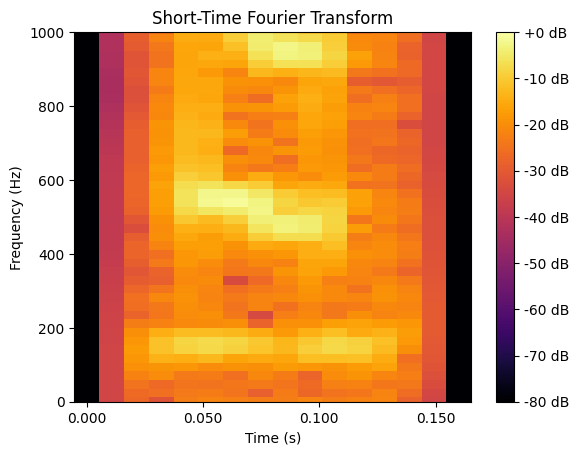 Short-Time Fourier Transform
Frequency (Hz)
1000
800
600
400
200
0
0.000
0.050
0.100
0.150
Time (s)
+0 dB
-10 dB
-20 dB
-30 dB
-40 dB
-50 dB
-60 dB
-70 dB
-80 dB